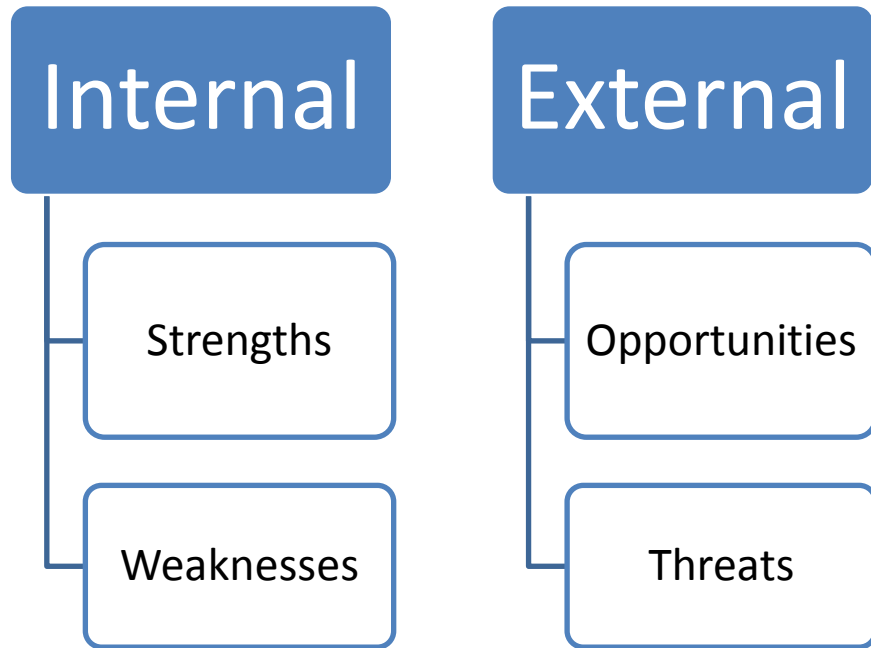 Internal
Strengths
Weaknesses
External
Opportunities
Threats